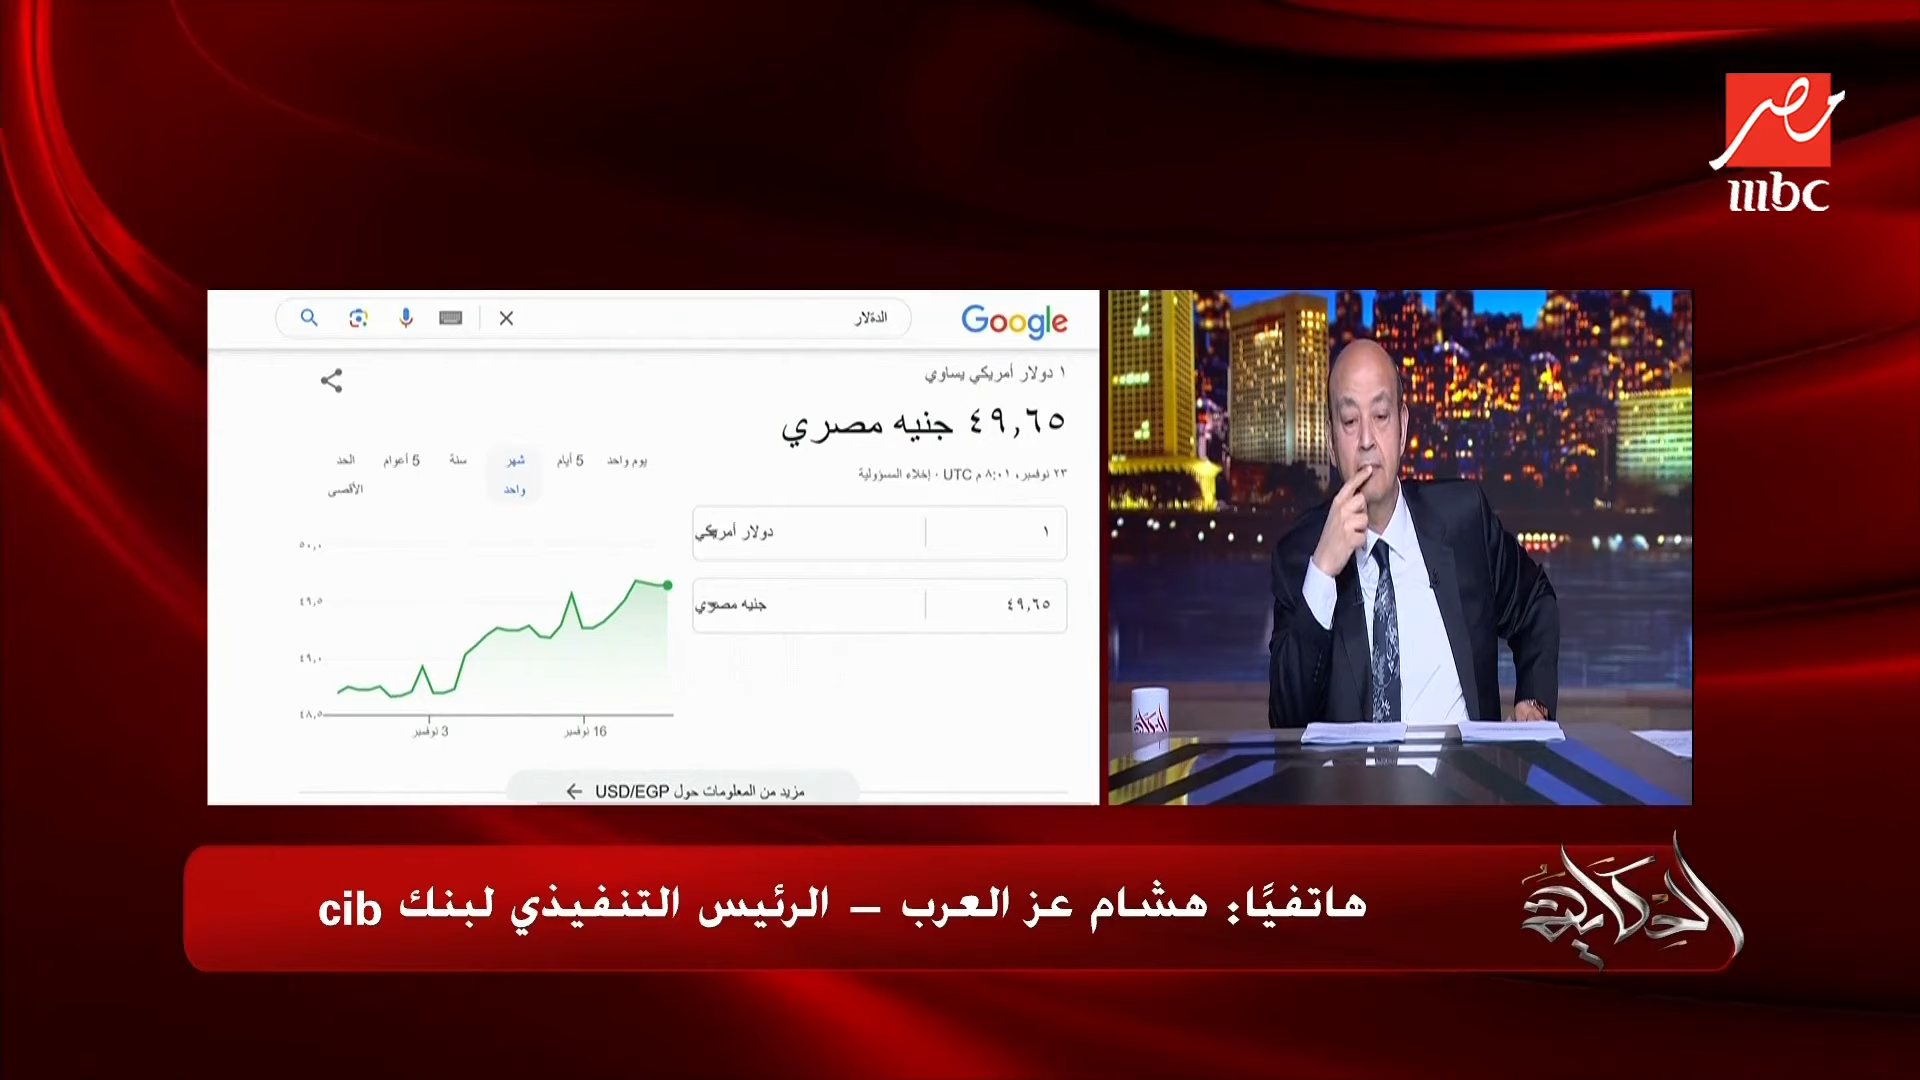 مصر
mbc
Google
الدولار
١ دولار أمريكي يساوي
٤٩,٦٥ جنيه مصري
٢٣ نوفمبر، ٨:٠١ م UTC · إخلاء المسؤولية
يوم واحد
5 أيام
شهر واحد
سنة
5 أعوام
الحد الأقصى
١
دولار أمريكي
٤٩,٦٥
جنيه مصري
٥٠,٠
٤٩,٥
٤٩,٠
٤٨,٥
3 نوفمبر
16 نوفمبر
مزيد من المعلومات حول USD/EGP
الحكاية
هاتفيًا: هشام عز العرب – الرئيس التنفيذي لبنك cib
الحكاية